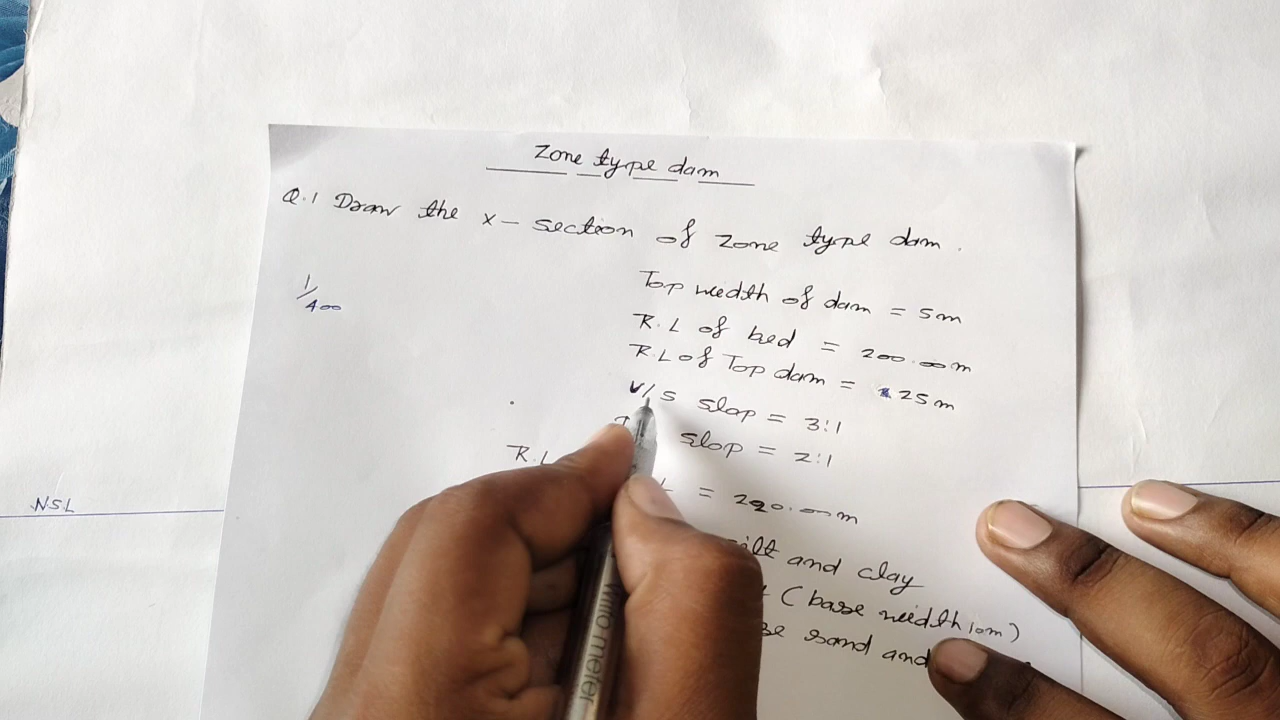 Zone type dam
Q.1 Draw the x-section of zone type dam.
1/400
Top width of dam = 5m
R.L of bed = 200.00m
R.L of Top dam = 225m
U/s slop = 3:1
slop = 2:1
R.L = 220.00m
NSL
silt and clay
(base width 10m)
sand and
Millo meter